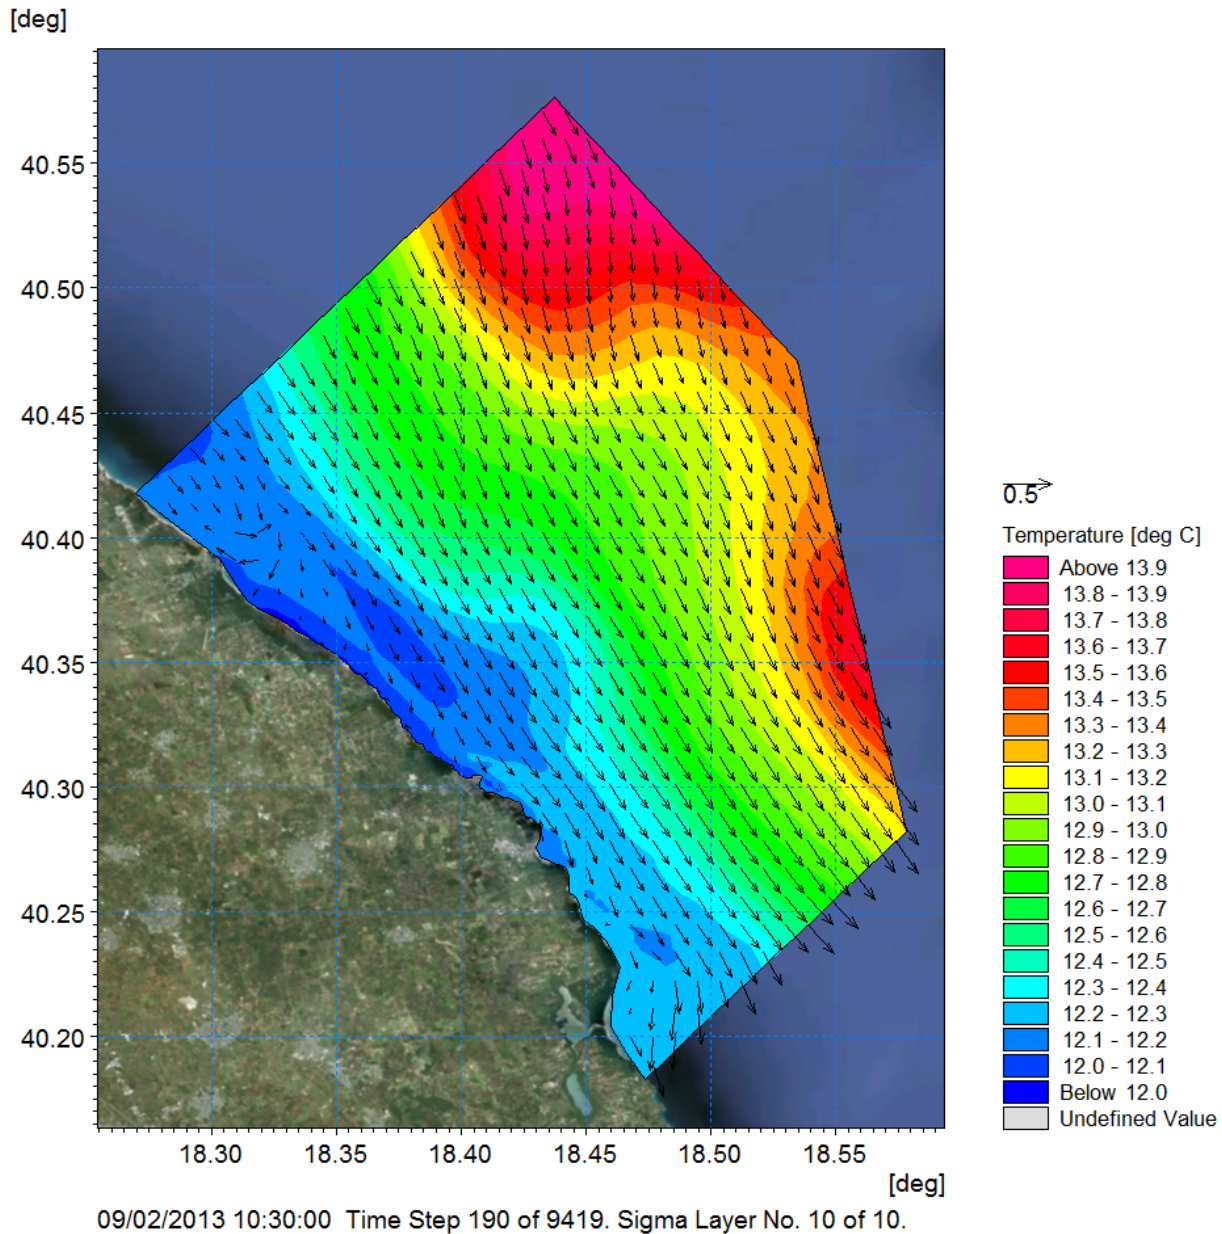 [deg]
40.55
40.50
40.45
40.40
40.35
40.30
40.25
40.20
18.30 18.35 18.40 18.45 18.50 18.55
[deg]
09/02/2013 10:30:00 Time Step 190 of 9419. Sigma Layer No. 10 of 10.
0.5
Temperature [deg C]
Above 13.9
13.8 - 13.9
13.7 - 13.8
13.6 - 13.7
13.5 - 13.6
13.4 - 13.5
13.3 - 13.4
13.2 - 13.3
13.1 - 13.2
13.0 - 13.1
12.9 - 13.0
12.8 - 12.9
12.7 - 12.8
12.6 - 12.7
12.5 - 12.6
12.4 - 12.5
12.3 - 12.4
12.2 - 12.3
12.1 - 12.2
12.0 - 12.1
Below 12.0
Undefined Value